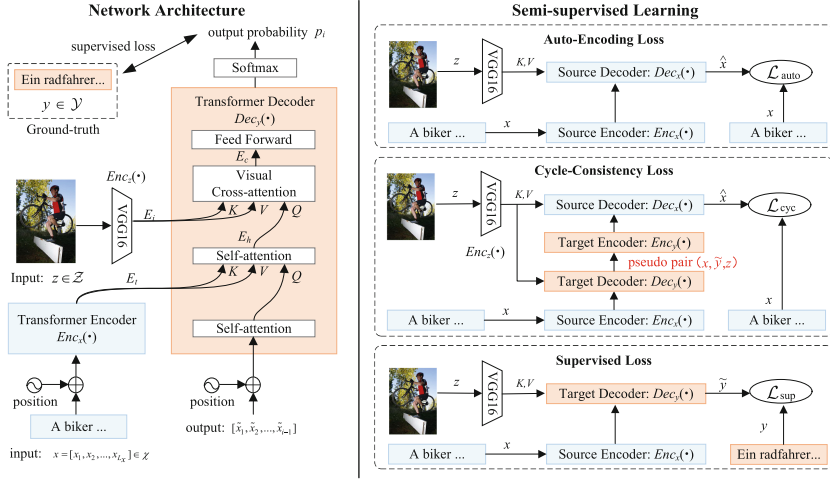 Network Architecture
output probability p_i
supervised loss
Softmax
Ein radfahrer...
y ∈ 𝒴
Ground-truth
Transformer Decoder
Dec_y(•)
Feed Forward
E_c
Visual
Cross-attention
Enc_z(•)
VGG16
E_i
K
V
Q
E_h
Input: z ∈ 𝒵
Self-attention
E_t
K
V
Q
Transformer Encoder
Enc_x(•)
Self-attention
position
position
A biker ...
output: [x̃_1, x̃_2, ..., x̃_{i-1}]
input: x = [x_1, x_2, ..., x_{L_x}] ∈ χ
Semi-supervised Learning
Auto-Encoding Loss
z
VGG16
K,V
Source Decoder: Dec_x(•)
x̂
ℒ_auto
x
A biker ...
x
Source Encoder: Enc_x(•)
A biker ...
Cycle-Consistency Loss
z
VGG16
K,V
Source Decoder: Dec_x(•)
x̂
ℒ_cyc
Enc_z(•)
Target Encoder: Enc_y(•)
pseudo pair (x, ỹ, z)
Target Decoder: Dec_y(•)
x
A biker ...
x
Source Encoder: Enc_x(•)
A biker ...
Supervised Loss
z
VGG16
K,V
Target Decoder: Dec_y(•)
ỹ
ℒ_sup
y
A biker ...
x
Source Encoder: Enc_x(•)
Ein radfahrer...